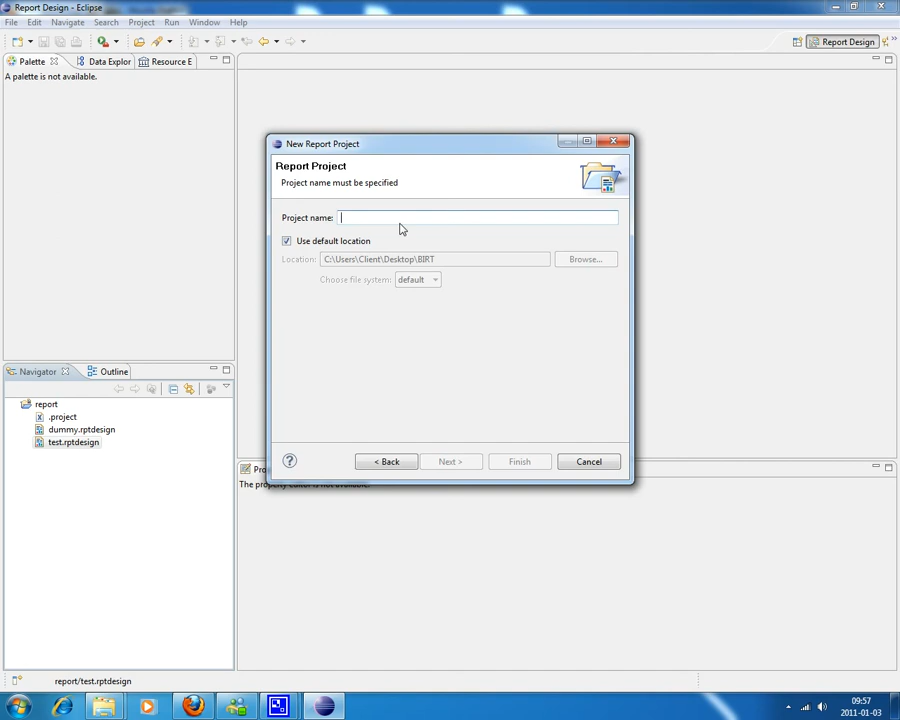 Report Design - Eclipse
File Edit Navigate Search Project Run Window Help
Report Design
Palette Data Explor Resource E
A palette is not available.
New Report Project
Report Project
Project name must be specified
Project name:
Use default location
Location: C:\Users\Client\Desktop\BIRT Browse...
Choose file system: default
Navigator Outline
report
.project
dummy.rptdesign
test.rptdesign
< Back Next > Finish Cancel
The property editor is not available.
report/test.rptdesign
09:57
2011-01-03